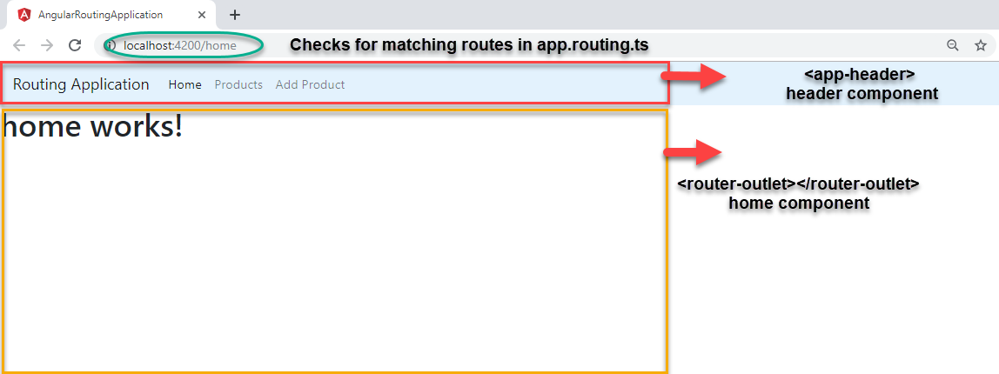 AngularRoutingApplication
localhost:4200/home
Checks for matching routes in app.routing.ts
Routing Application Home Products Add Product
<app-header>
header component
home works!
<router-outlet></router-outlet>
home component